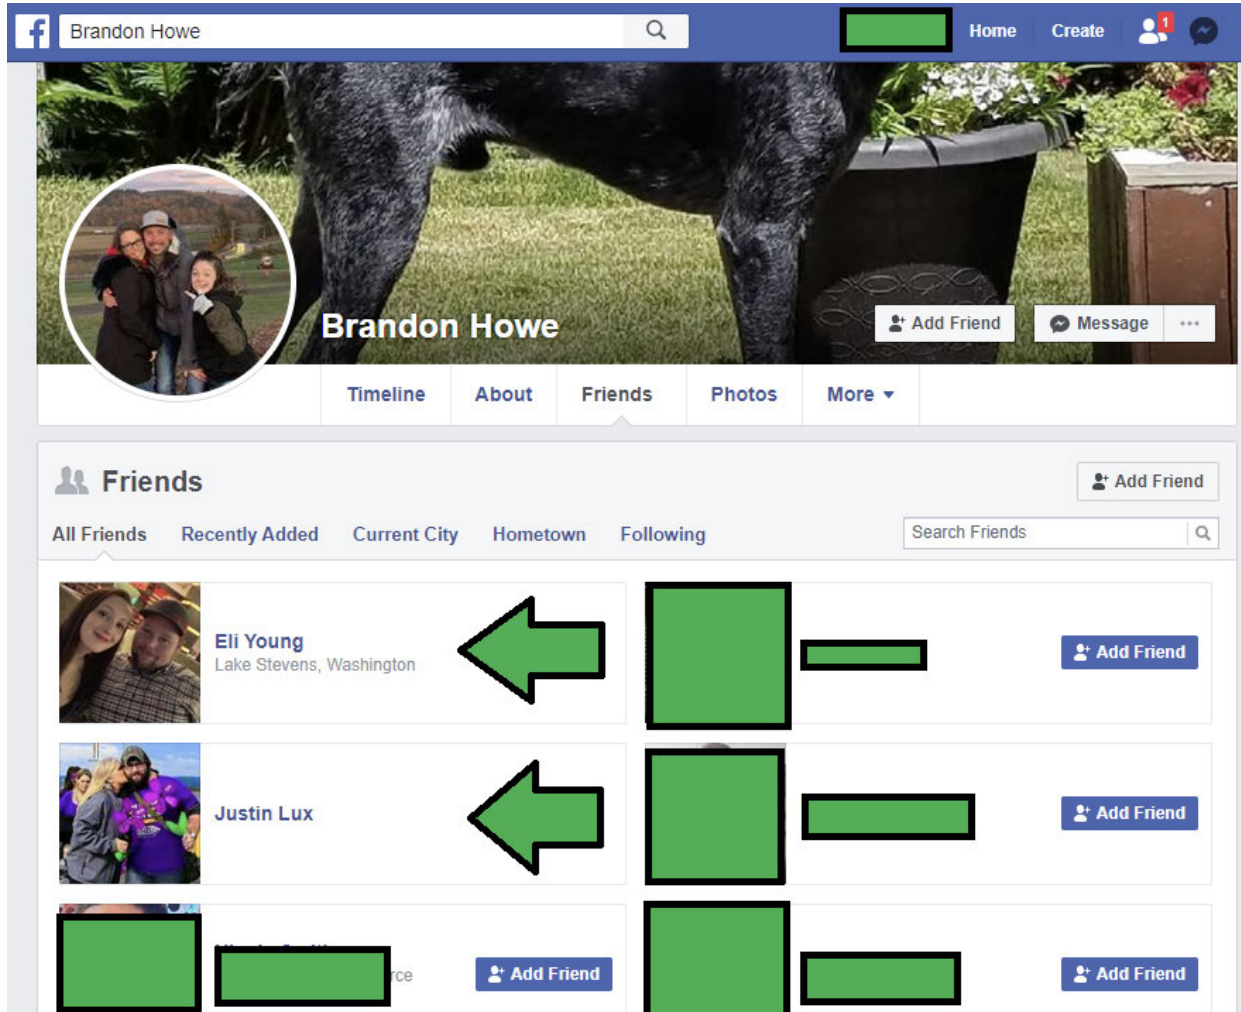 Brandon Howe
Home
Create
1
Brandon Howe
Add Friend
Message
Timeline
About
Friends
Photos
More
Friends
Add Friend
All Friends
Recently Added
Current City
Hometown
Following
Search Friends
Eli Young
Lake Stevens, Washington
Add Friend
Justin Lux
Add Friend
rce
Add Friend
Add Friend